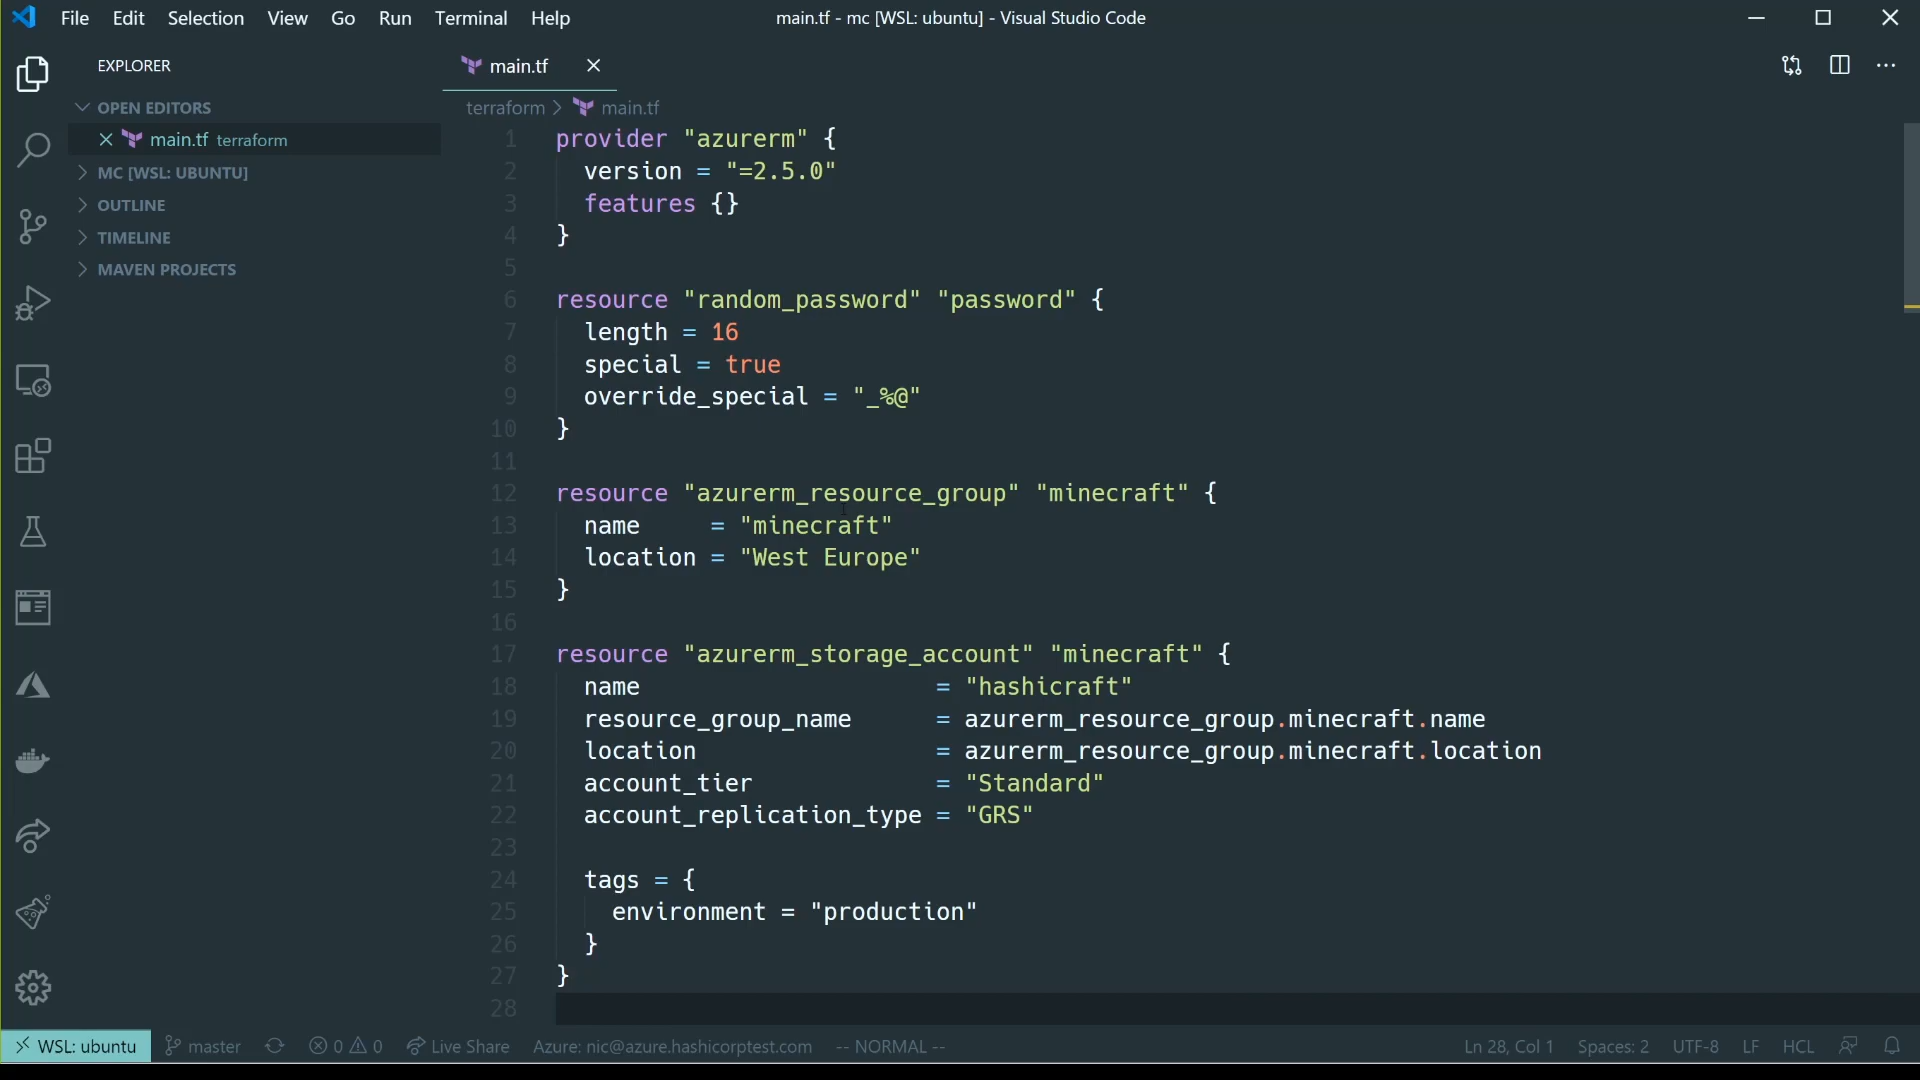 File Edit Selection View Go Run Terminal Help
main.tf - mc [WSL: ubuntu] - Visual Studio Code
EXPLORER
OPEN EDITORS
main.tf terraform
MC [WSL: UBUNTU]
OUTLINE
TIMELINE
MAVEN PROJECTS
main.tf
terraform > main.tf
1 provider "azurerm" {
2 version = "=2.5.0"
3 features {}
4 }
5
6 resource "random_password" "password" {
7 length = 16
8 special = true
9 override_special = "_%@"
10 }
11
12 resource "azurerm_resource_group" "minecraft" {
13 name = "minecraft"
14 location = "West Europe"
15 }
16
17 resource "azurerm_storage_account" "minecraft" {
18 name = "hashicraft"
19 resource_group_name = azurerm_resource_group.minecraft.name
20 location = azurerm_resource_group.minecraft.location
21 account_tier = "Standard"
22 account_replication_type = "GRS"
23
24 tags = {
25 environment = "production"
26 }
27 }
28
WSL: ubuntu master 0 0 Live Share Azure: nic@azure.hashicorptest.com -- NORMAL -- Ln 28, Col 1 Spaces: 2 UTF-8 LF HCL